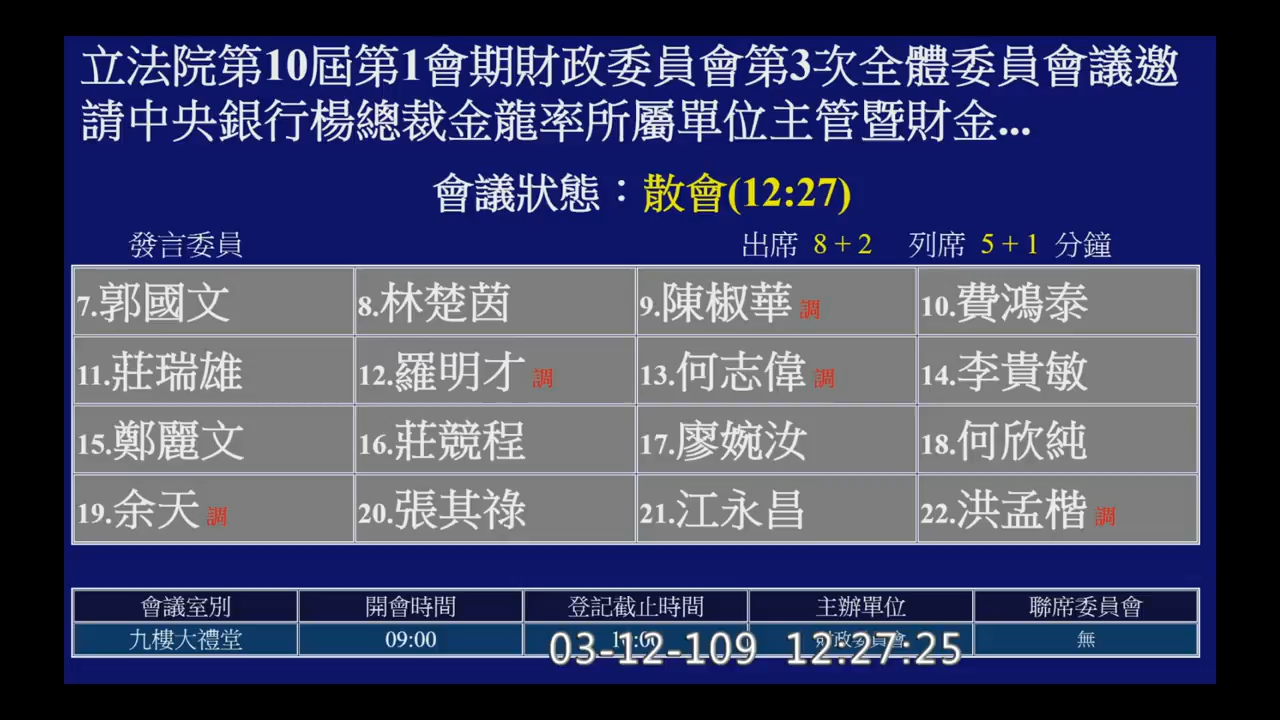 立法院第10屆第1會期財政委員會第3次全體委員會議邀
請中央銀行楊總裁金龍率所屬單位主管暨財金...
會議狀態：散會(12:27)
發言委員 出席 8 + 2 列席 5 + 1 分鐘
7.郭國文 8.林楚茵 9.陳椒華 調 10.費鴻泰
11.莊瑞雄 12.羅明才 調 13.何志偉 調 14.李貴敏
15.鄭麗文 16.莊競程 17.廖婉汝 18.何欣純
19.余天 調 20.張其祿 21.江永昌 22.洪孟楷 調
會議室別 開會時間 登記截止時間 主辦單位 聯席委員會
九樓大禮堂 09:00 財政委員會 無
03-12-109 12:27:25